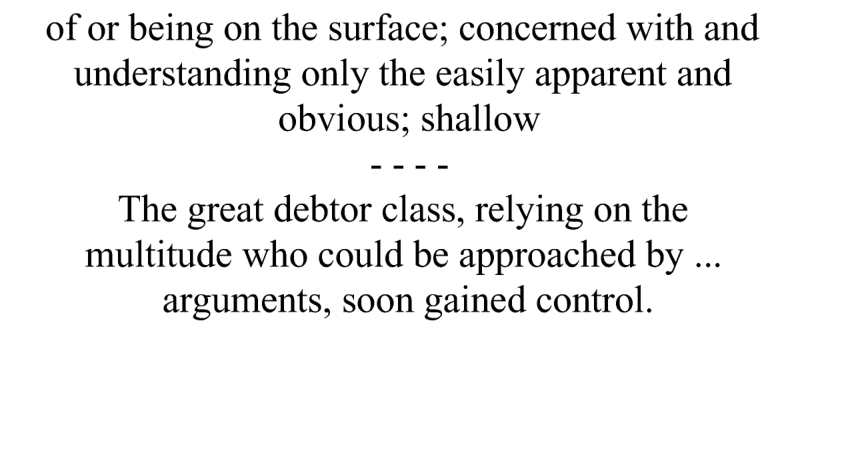 of or being on the surface; concerned with and
understanding only the easily apparent and
obvious; shallow
- - - -
The great debtor class, relying on the
multitude who could be approached by ...
arguments, soon gained control.